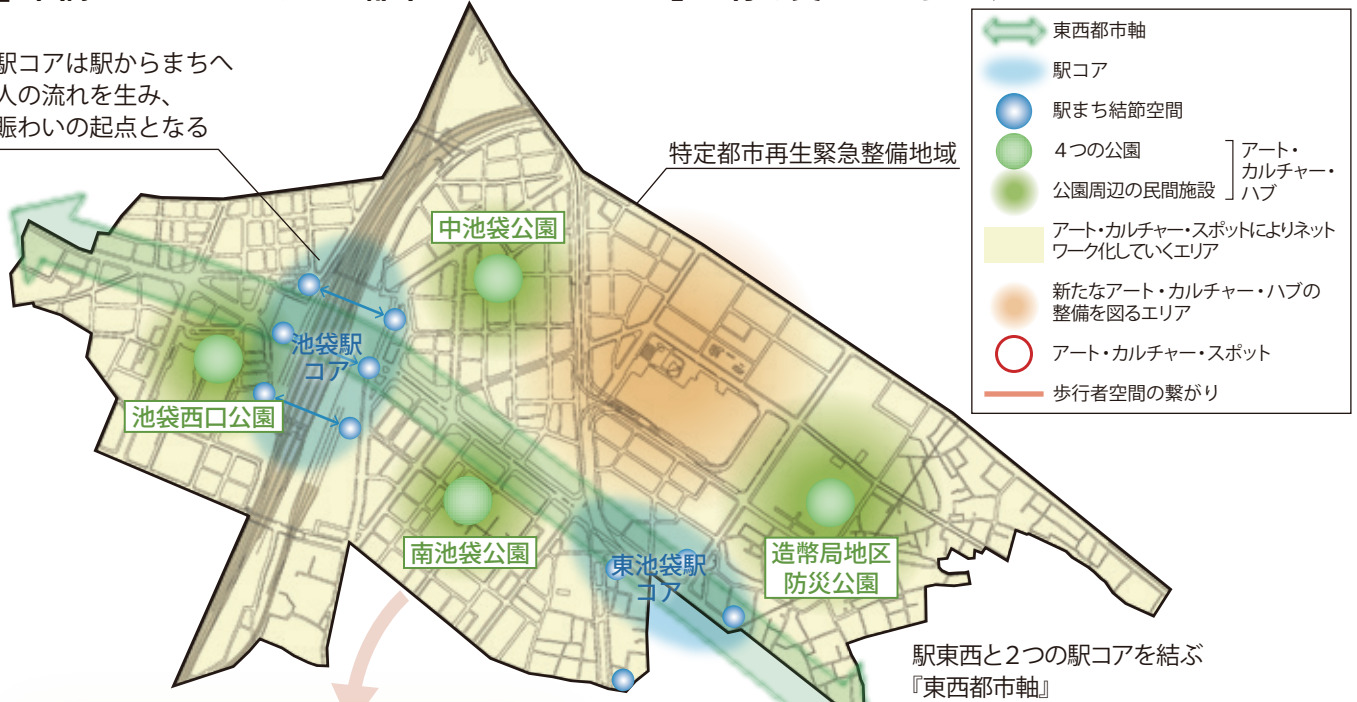 駅コアは駅からまちへ
人の流れを生み、
賑わいの起点となる
特定都市再生緊急整備地域
中池袋公園
池袋駅
コア
池袋西口公園
南池袋公園
東池袋駅
コア
造幣局地区
防災公園
駅東西と2つの駅コアを結ぶ
『東西都市軸』
東西都市軸
駅コア
駅まち結節空間
4つの公園
公園周辺の民間施設
アート・
カルチャー・
ハブ
アート・カルチャー・スポットによりネット
ワーク化していくエリア
新たなアート・カルチャー・ハブの
整備を図るエリア
アート・カルチャー・スポット
歩行者空間の繋がり